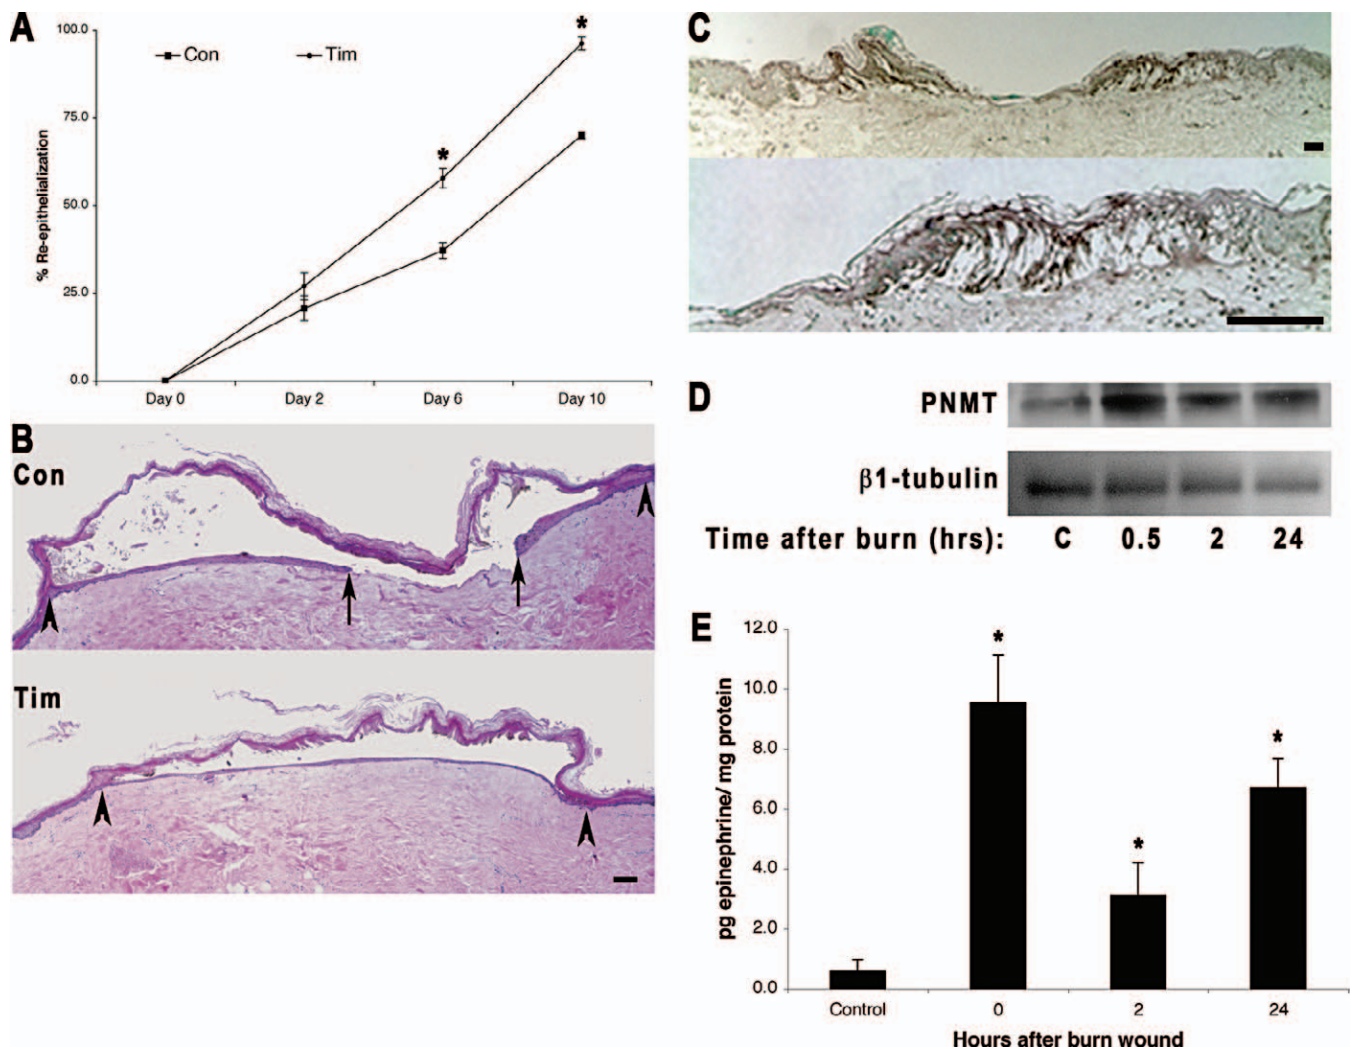 A
100.0
75.0
50.0
25.0
0.0
% Re-epithelialization
Con
Tim
*
*
Day 0
Day 2
Day 6
Day 10
B
Con
Tim
C
D
PNMT
β1-tubulin
Time after burn (hrs): C 0.5 2 24
E
12.0
10.0
8.0
6.0
4.0
2.0
0.0
pg epinephrine/ mg protein
*
*
*
Control
0
2
24
Hours after burn wound